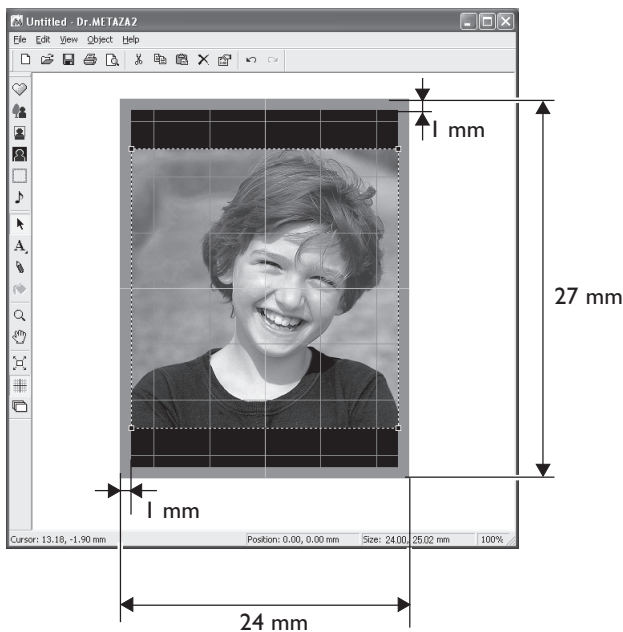 Untitled - Dr.METAZA2
File Edit View Object Help
A
1 mm
27 mm
1 mm
Cursor: 13.18, -1.90 mm Position: 0.00, 0.00 mm Size: 24.00, 25.02 mm 100%
24 mm